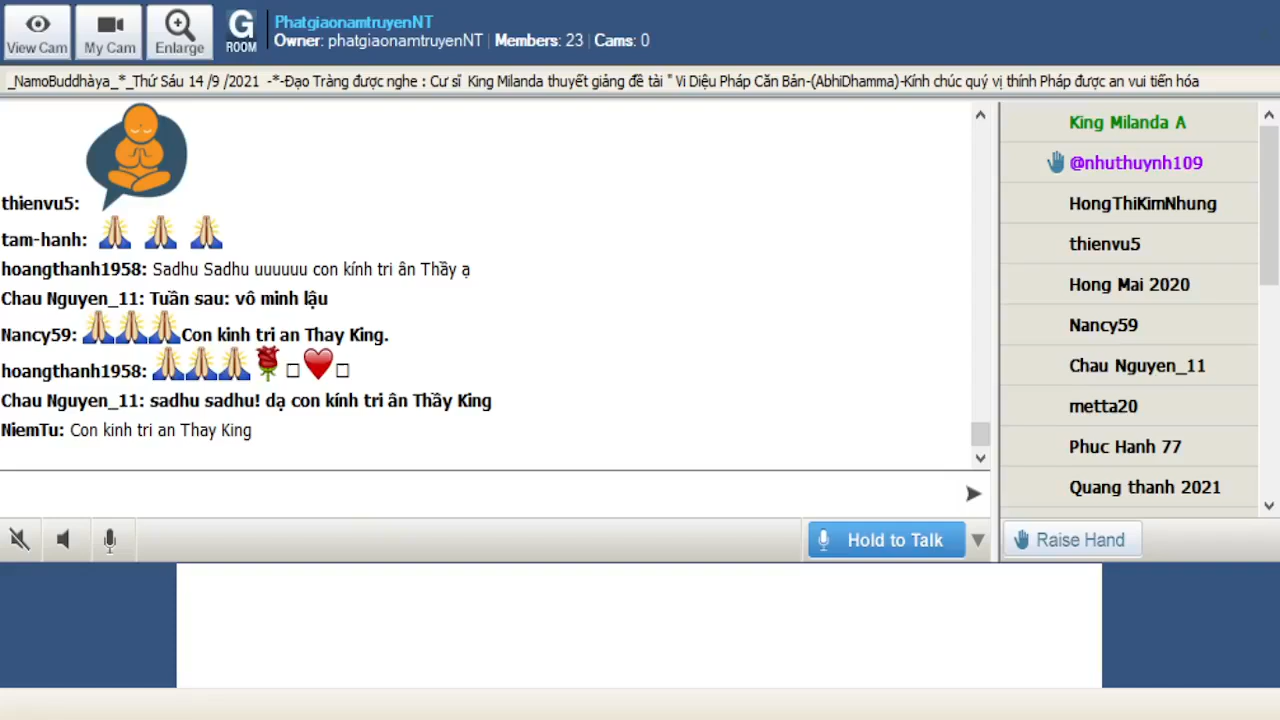 View Cam
My Cam
Enlarge
G
ROOM
PhatgiaonamtruyenNT
Owner: phatgiaonamtruyenNT | Members: 23 | Cams: 0
_NamoBuddhàya_*_Thứ Sáu 14 /9 /2021 -*-Đạo Tràng được nghe : Cư sĩ King Milanda thuyết giảng đề tài " Vi Diệu Pháp Căn Bản-(AbhiDhamma)-Kính chúc quý vị thính Pháp được an vui tiến hóa
thienvu5:
tam-hanh:
hoangthanh1958: Sadhu Sadhu uuuuuu con kính tri ân Thầy ạ
Chau Nguyen_11: Tuần sau: vô minh lậu
Nancy59: Con kinh tri an Thay King.
hoangthanh1958:
Chau Nguyen_11: sadhu sadhu! dạ con kính tri ân Thầy King
NiemTu: Con kinh tri an Thay King
King Milanda A
@nhuthuynh109
HongThiKimNhung
thienvu5
Hong Mai 2020
Nancy59
Chau Nguyen_11
metta20
Phuc Hanh 77
Quang thanh 2021
Hold to Talk
Raise Hand